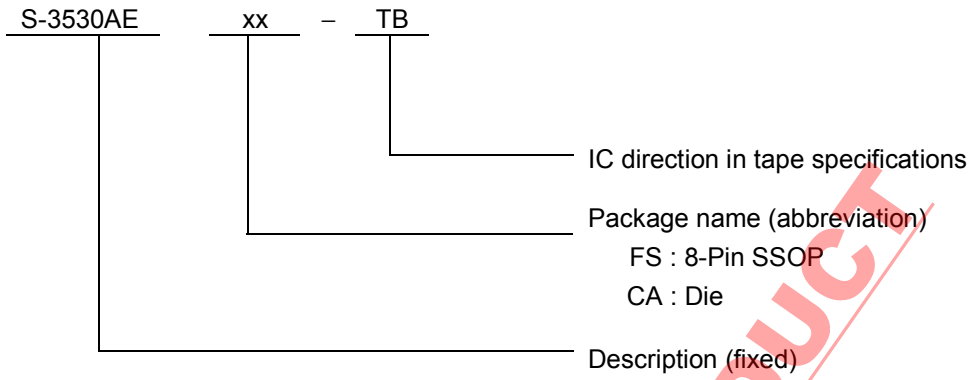 S-3530AE xx – TB
IC direction in tape specifications
Package name (abbreviation)
FS : 8-Pin SSOP
CA : Die
Description (fixed)